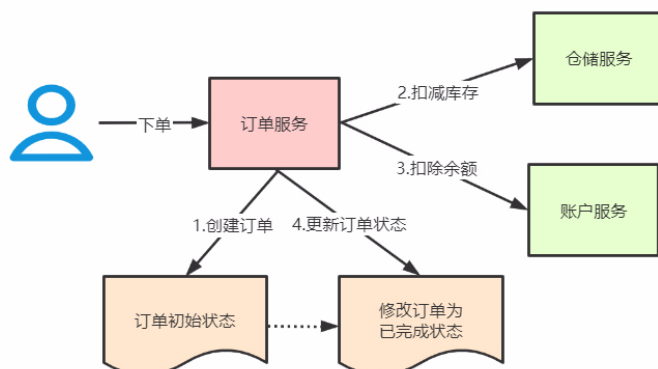 仓储服务
2.扣减库存
下单
订单服务
3.扣除余额
账户服务
1.创建订单
4.更新订单状态
订单初始状态
修改订单为
已完成状态